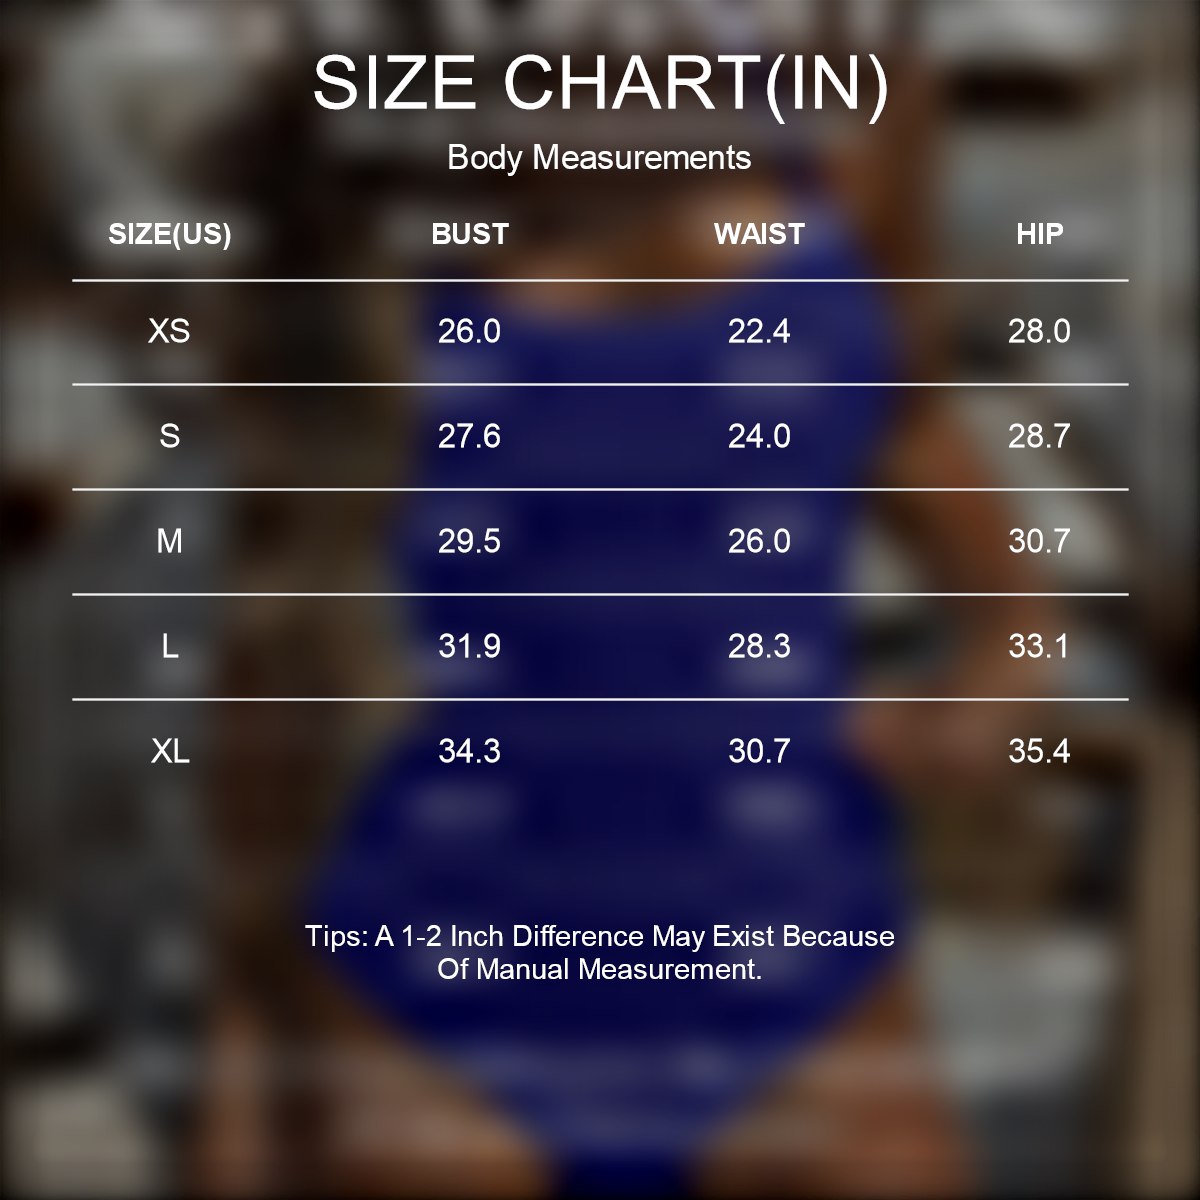 SIZE CHART(IN)
Body Measurements
SIZE(US) BUST WAIST HIP
XS 26.0 22.4 28.0
S 27.6 24.0 28.7
M 29.5 26.0 30.7
L 31.9 28.3 33.1
XL 34.3 30.7 35.4
Tips: A 1-2 Inch Difference May Exist Because
Of Manual Measurement.